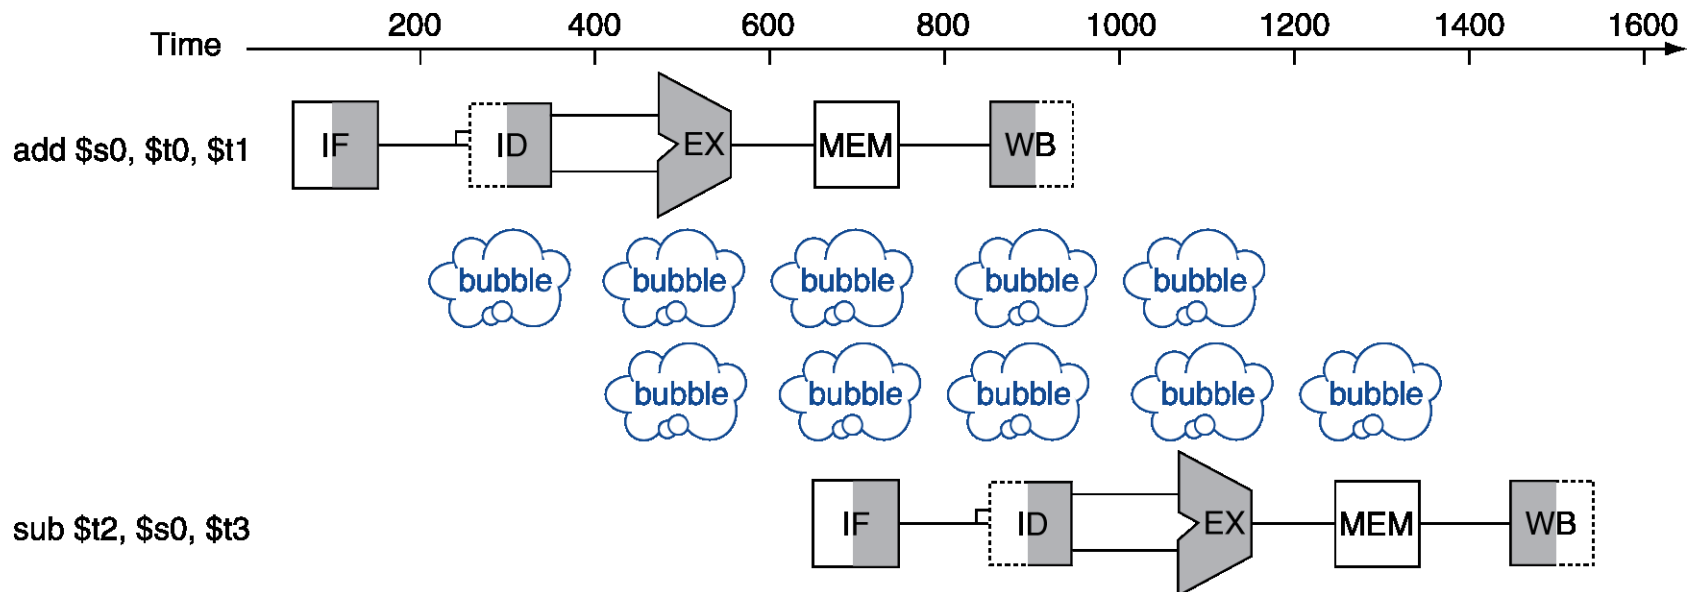 200 400 600 800 1000 1200 1400 1600
Time
add $s0, $t0, $t1
IF ID EX MEM WB
bubble bubble bubble bubble bubble
bubble bubble bubble bubble bubble
sub $t2, $s0, $t3
IF ID EX MEM WB